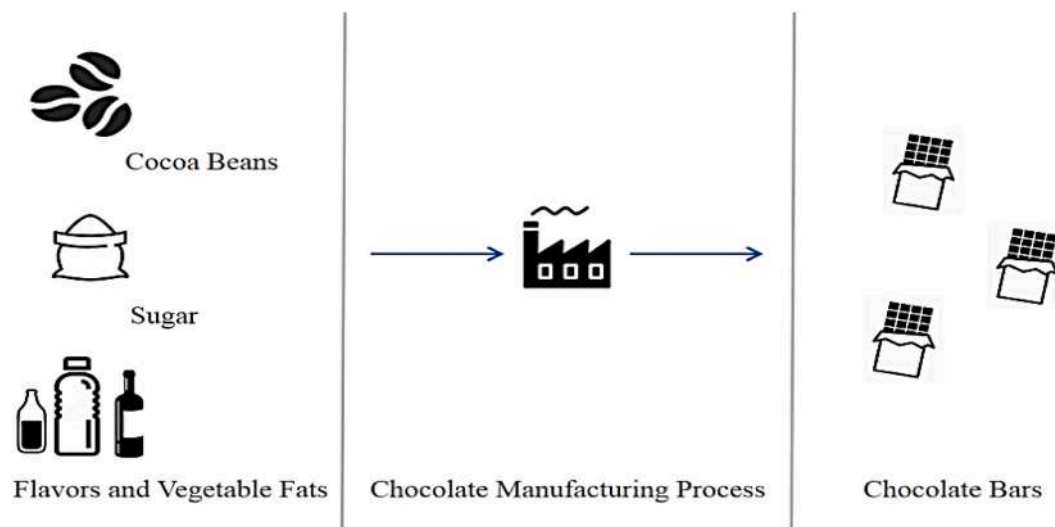 Cocoa Beans
Sugar
Flavors and Vegetable Fats
Chocolate Manufacturing Process
Chocolate Bars